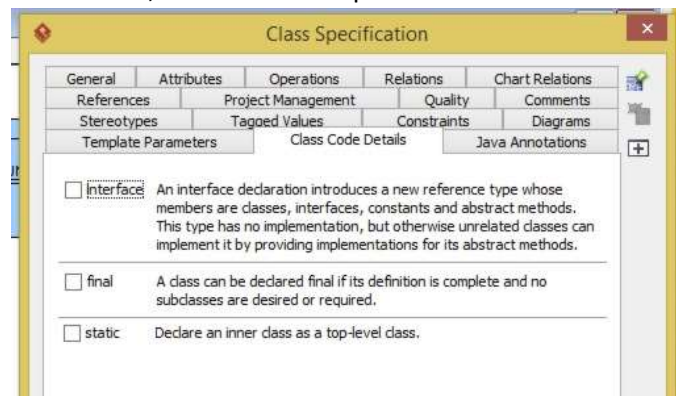 Class Specification
General Attributes Operations Relations Chart Relations
References Project Management Quality Comments
Stereotypes Tagged Values Constraints Diagrams
Template Parameters Class Code Details Java Annotations
interface An interface declaration introduces a new reference type whose
members are classes, interfaces, constants and abstract methods.
This type has no implementation, but otherwise unrelated classes can
implement it by providing implementations for its abstract methods.
final A class can be declared final if its definition is complete and no
subclasses are desired or required.
static Declare an inner class as a top-level class.